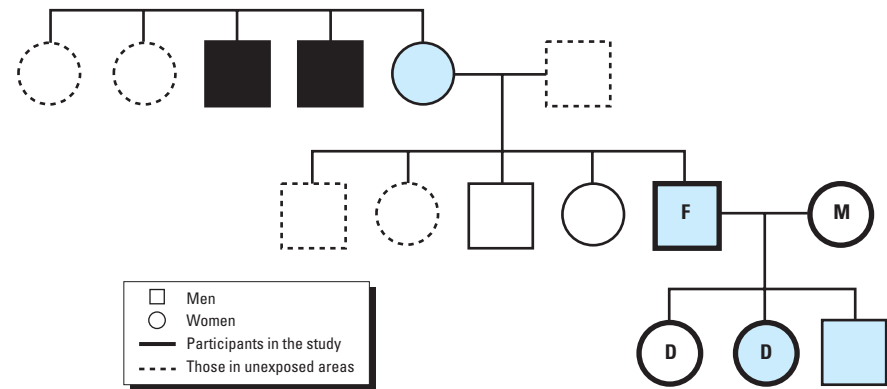 F
M
D
D
Men
Women
Participants in the study
Those in unexposed areas